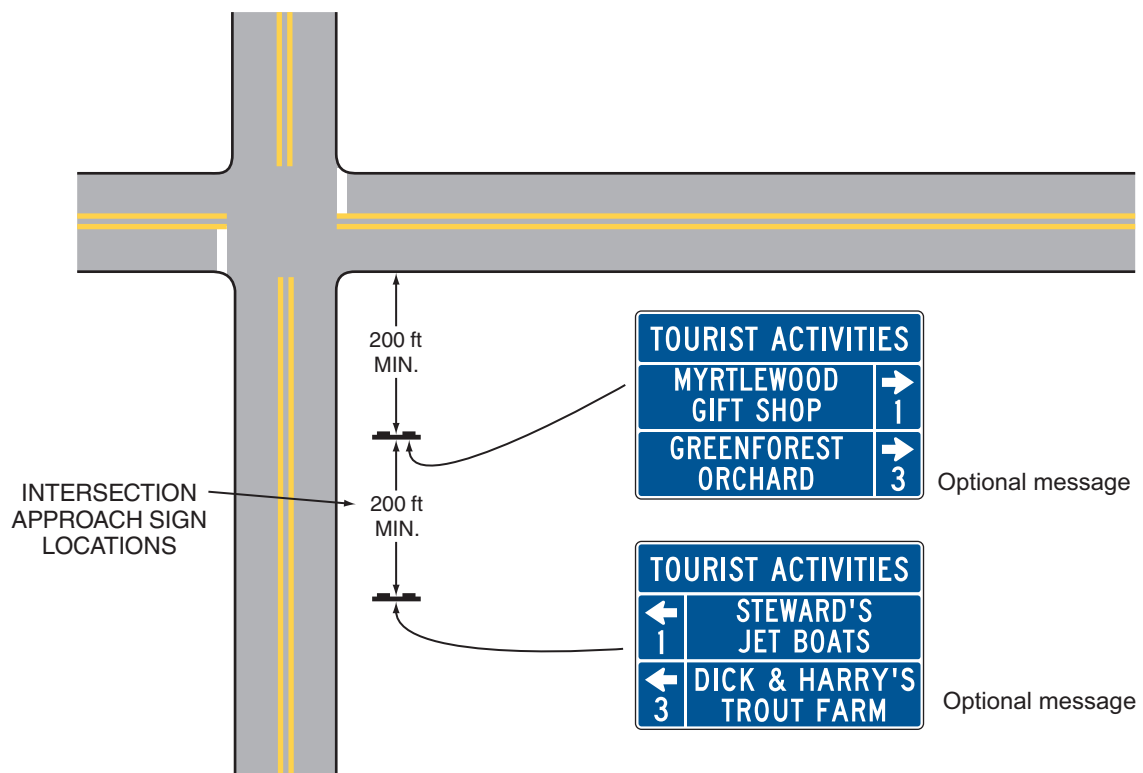 200 ft
MIN.
TOURIST ACTIVITIES
MYRTLEWOOD
GIFT SHOP
1
GREENFOREST
ORCHARD
3
Optional message
INTERSECTION
APPROACH SIGN
LOCATIONS
200 ft
MIN.
TOURIST ACTIVITIES
STEWARD'S
JET BOATS
1
DICK & HARRY'S
TROUT FARM
3
Optional message